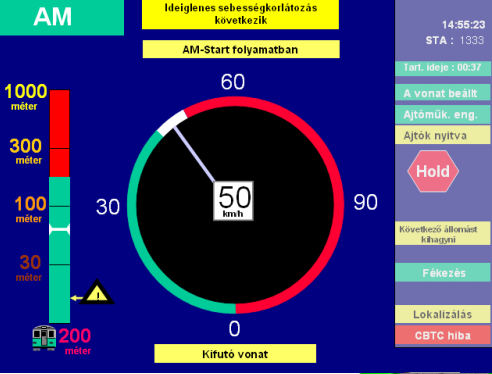 AM
Ideiglenes sebességkorlátozás
következik
AM-Start folyamatban
14:55:23
STA : 1333
Tart. ideje : 00:37
A vonat beállt
Ajtóműk. eng.
Ajtók nyitva
Hold
Következő állomást
kihagyni
Fékezés
Lokalizálás
CBTC hiba
1000
méter
300
méter
100
méter
30
méter
!
200
méter
60
30
90
0
50
km/h
Kifutó vonat